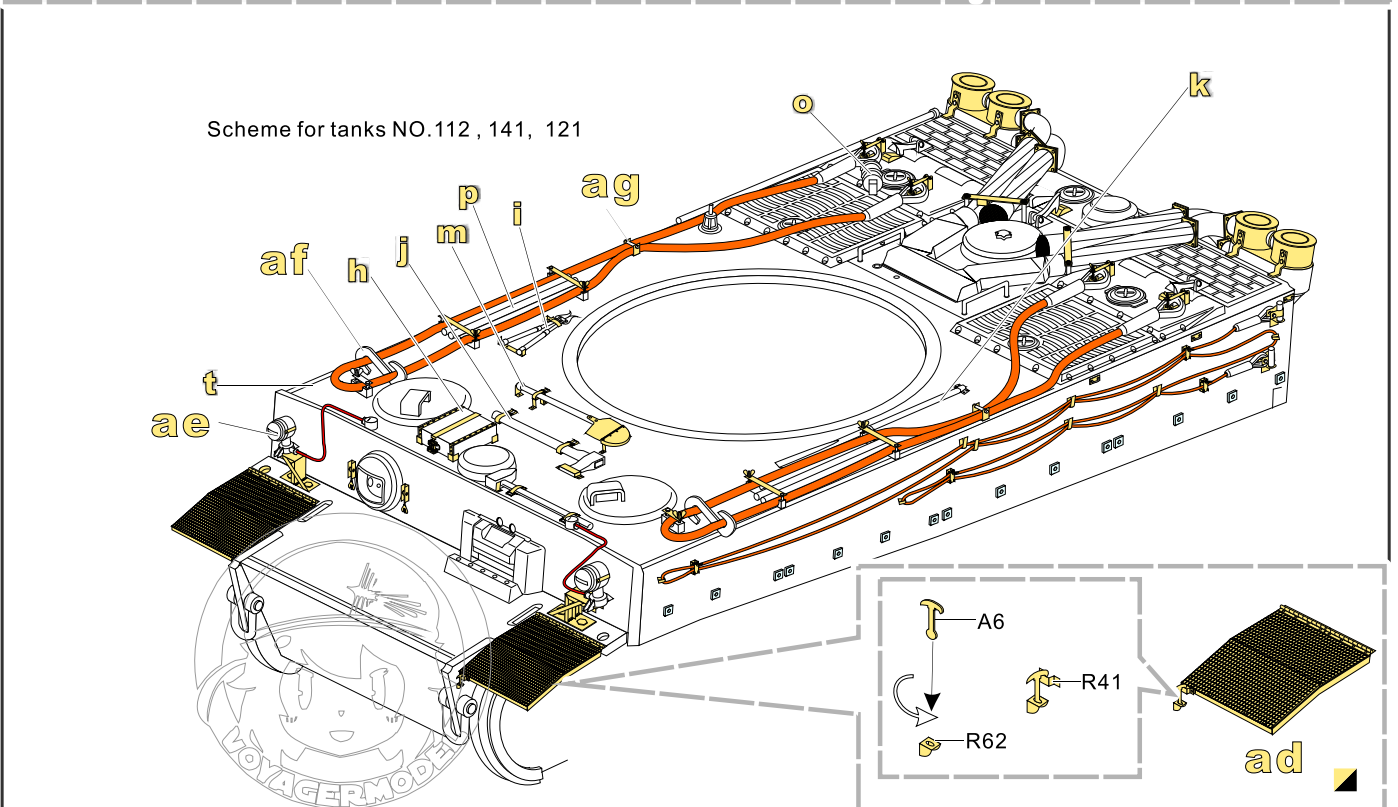 Scheme for tanks NO.112 , 141, 121
o
k
p
i
ag
m
j
af
h
t
ae
A6
R41
R62
ad
VOYAGERMODEL